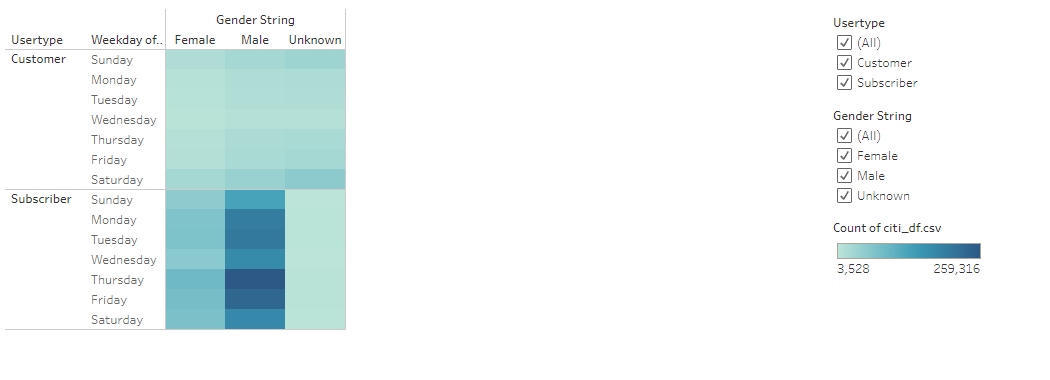 Gender String
Usertype Weekday of.. Female Male Unknown
Customer Sunday
Monday
Tuesday
Wednesday
Thursday
Friday
Saturday
Subscriber Sunday
Monday
Tuesday
Wednesday
Thursday
Friday
Saturday
Usertype
(All)
Customer
Subscriber
Gender String
(All)
Female
Male
Unknown
Count of citi_df.csv
3,528 259,316